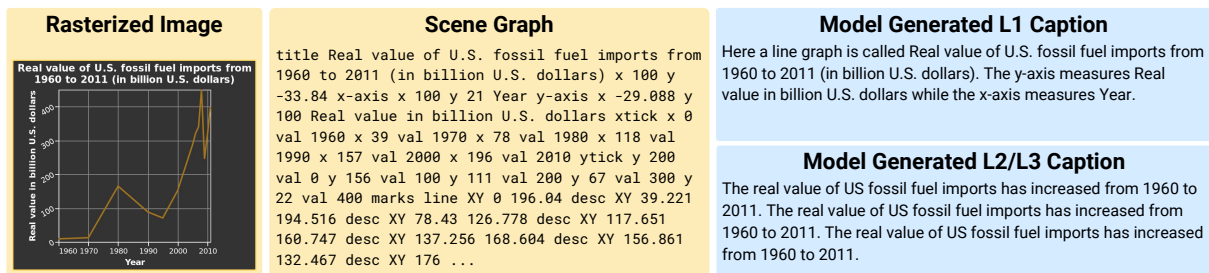 Rasterized Image
Real value of U.S. fossil fuel imports from
1960 to 2011 (in billion U.S. dollars)
Real value in billion U.S. dollars
400
300
200
100
0
1960 1970 1980 1990 2000 2010
Year
Scene Graph
title Real value of U.S. fossil fuel imports from
1960 to 2011 (in billion U.S. dollars) x 100 y
-33.84 x-axis x 100 y 21 Year y-axis x -29.088 y
100 Real value in billion U.S. dollars xtick x 0
val 1960 x 39 val 1970 x 78 val 1980 x 118 val
1990 x 157 val 2000 x 196 val 2010 ytick y 200
val 0 y 156 val 100 y 111 val 200 y 67 val 300 y
22 val 400 marks line XY 0 196.04 desc XY 39.221
194.516 desc XY 78.43 126.778 desc XY 117.651
160.747 desc XY 137.256 168.604 desc XY 156.861
132.467 desc XY 176 ...
Model Generated L1 Caption
Here a line graph is called Real value of U.S. fossil fuel imports from
1960 to 2011 (in billion U.S. dollars). The y-axis measures Real
value in billion U.S. dollars while the x-axis measures Year.
Model Generated L2/L3 Caption
The real value of US fossil fuel imports has increased from 1960 to
2011. The real value of US fossil fuel imports has increased from
1960 to 2011. The real value of US fossil fuel imports has increased
from 1960 to 2011.